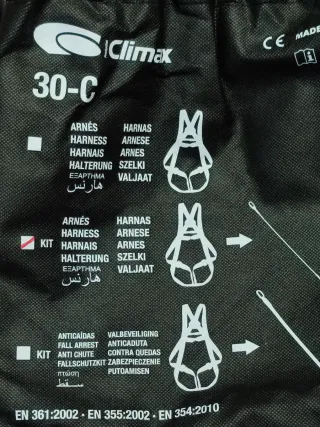 Climax
CE MADE
30-C
ARNÉS HARNAS
HARNESS ARNESE
HARNAIS ARNES
HALTERUNG SZELKI
ΕΞΑΡΤΗΜΑ VALJAAT
هارنس
ARNÉS HARNAS
HARNESS ARNESE
KIT HARNAIS ARNES
HALTERUNG SZELKI
ΕΞΑΡΤΗΜΑ VALJAAT
هارنس
ANTICAÍDAS VALBEVEILIGING
FALL ARREST ANTICADUTA
KIT ANTI CHUTE CONTRA QUEDAS
FALLSCHUTZKIT ZABEZPIECZENIE
πτώση PUTOAMISEN
سقط
EN 361:2002 · EN 355:2002 · EN 354:2010